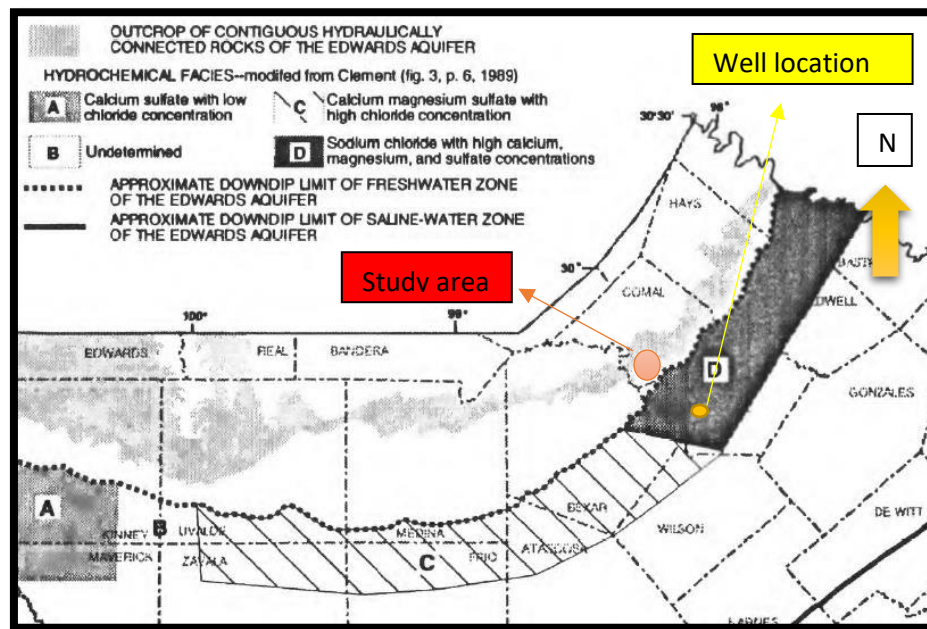 OUTCROP OF CONTIGUOUS HYDRAULICALLY
CONNECTED ROCKS OF THE EDWARDS AQUIFER
HYDROCHEMICAL FACIES--modifed from Clement (fig. 3, p. 6, 1989)
A Calcium sulfate with low
chloride concentration
C Calcium magnesium sulfate with
high chloride concentration
B Undetermined
D Sodium chloride with high calcium,
magnesium, and sulfate concentrations
APPROXIMATE DOWNDIP LIMIT OF FRESHWATER ZONE
OF THE EDWARDS AQUIFER
APPROXIMATE DOWNDIP LIMIT OF SALINE-WATER ZONE
OF THE EDWARDS AQUIFER
Well location
N
30°30'
98°
HAYS
Study area
30°
COMAL
DWELL
100°
99°
EDWARDS
REAL
BANDERA
D
GONZALES
A
B
KINNEY
UVALDE
MEDINA
BEXAR
WILSON
DE WITT
MAVERICK
ZAVALA
C
FRIO
ATASCOSA